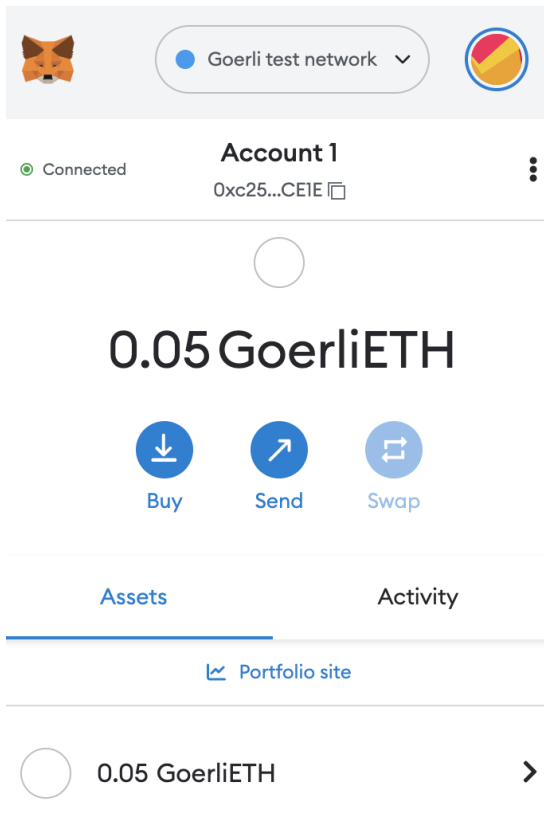 Goerli test network
Connected
Account 1
0xc25...CE1E
0.05 GoerliETH
Buy
Send
Swap
Assets
Activity
Portfolio site
0.05 GoerliETH